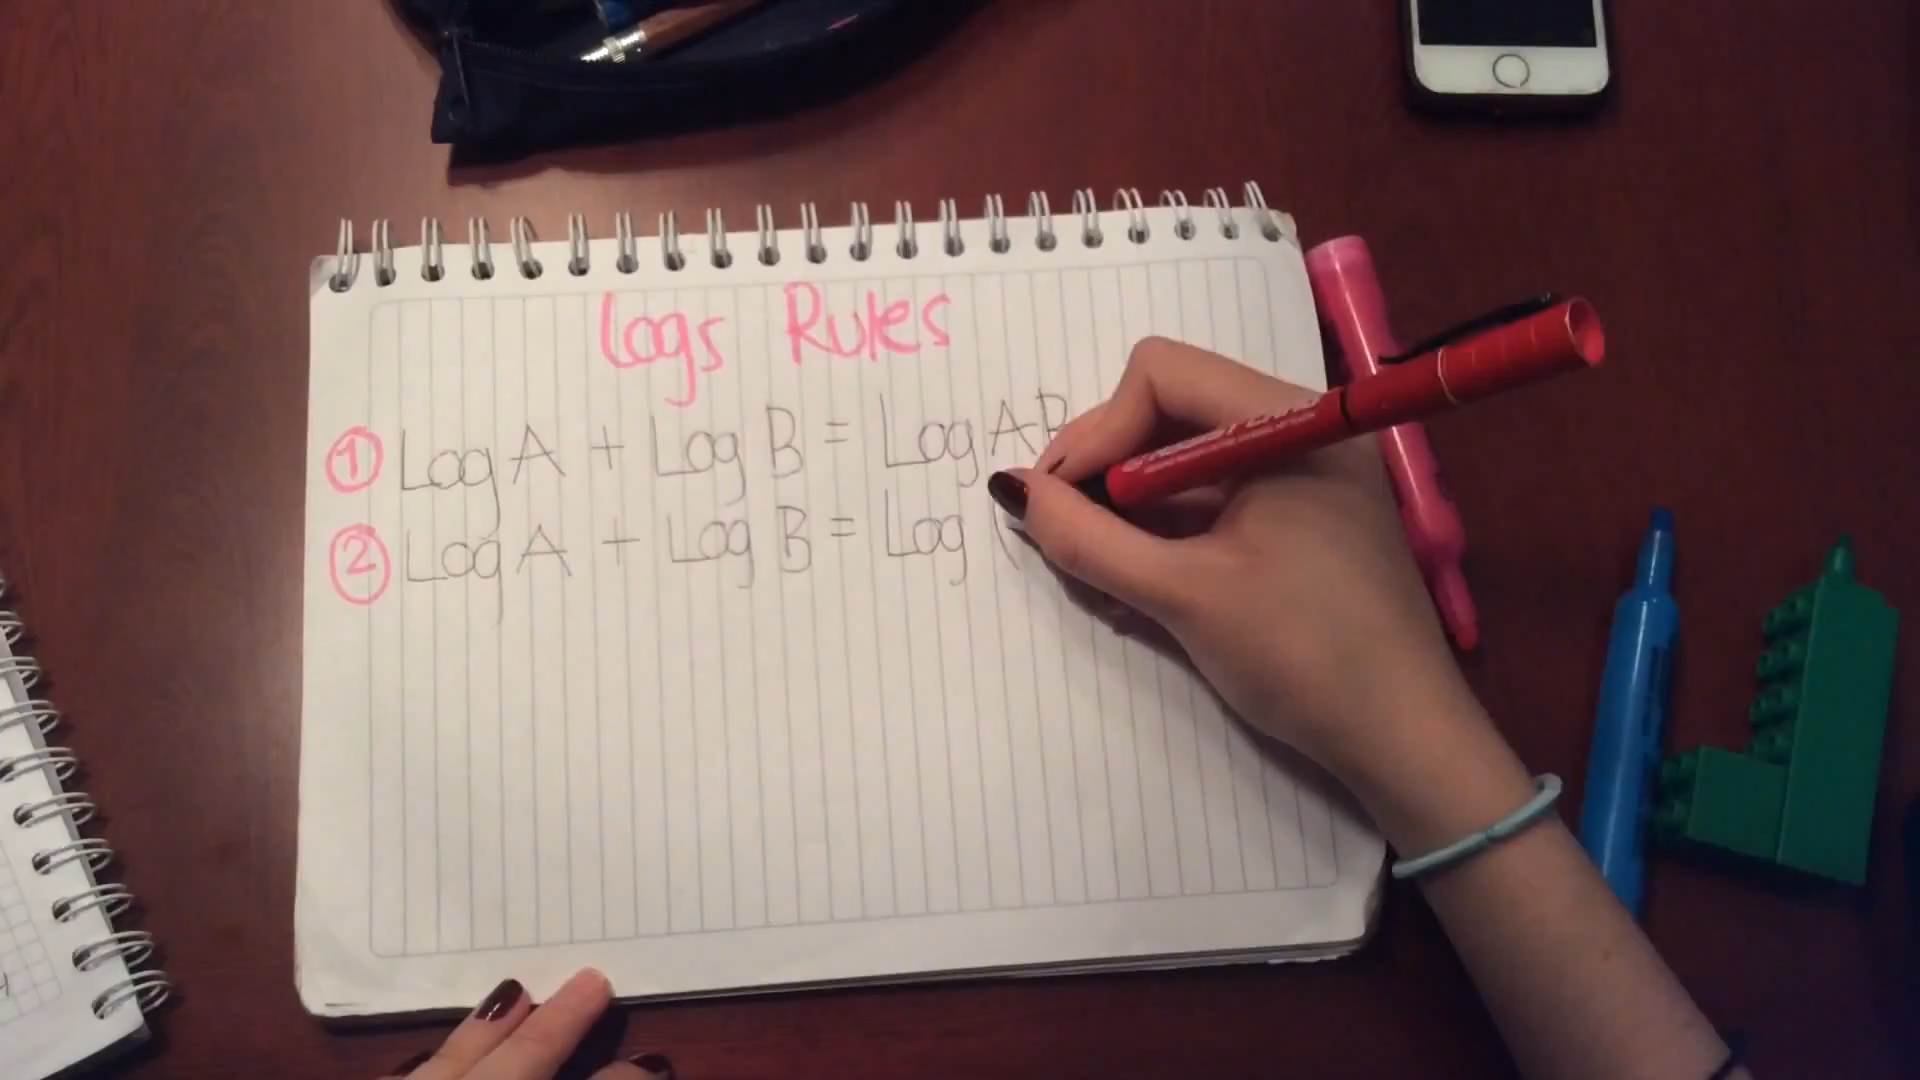 Logs Rules
① Log A + Log B = Log AB
② Log A + Log B = Log (